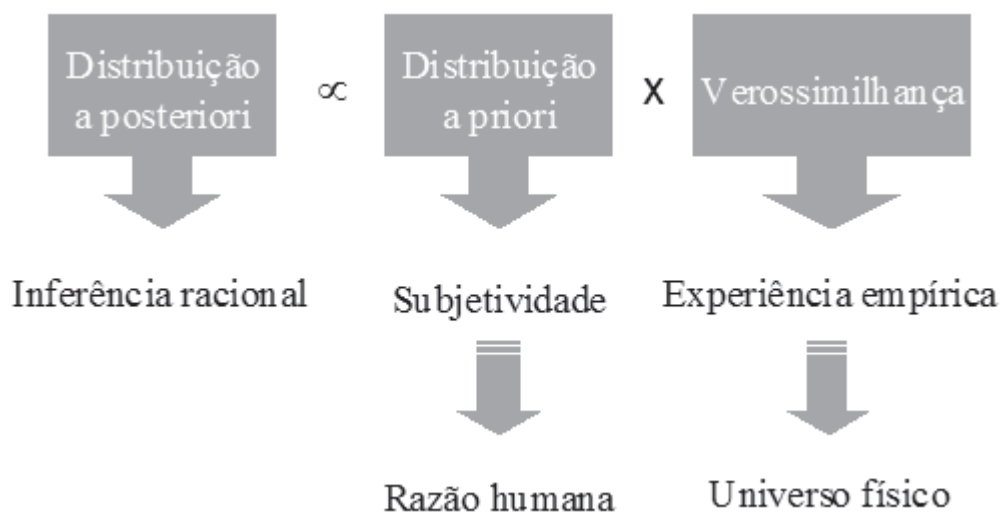 Distribuição
a posteriori
∝
Distribuição
a priori
X
Verossimilhança
Inferência racional
Subjetividade
Experiência empírica
Razão humana
Universo físico